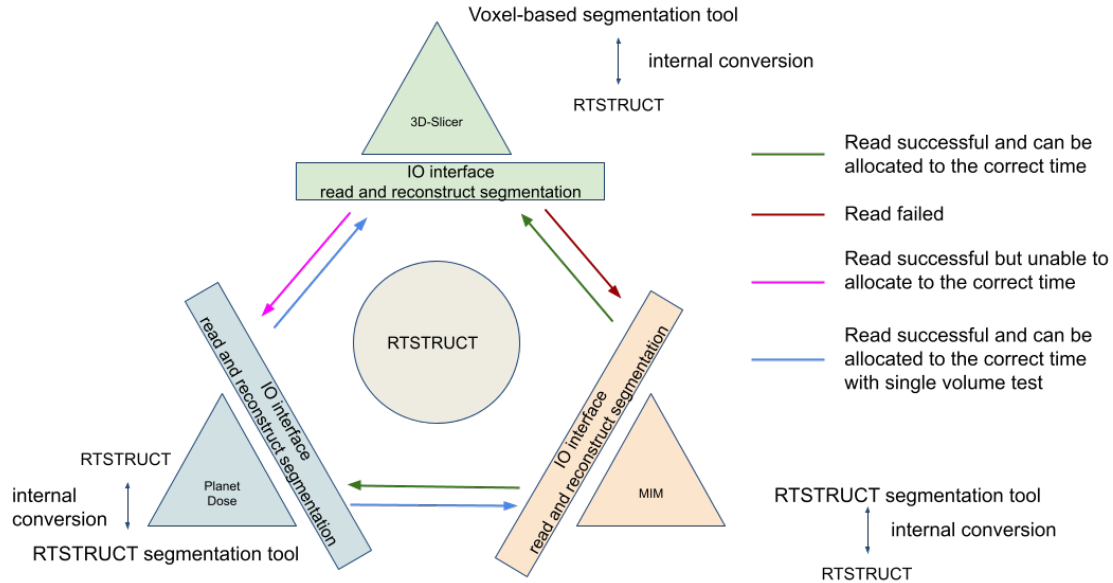 Voxel-based segmentation tool
internal conversion
RTSTRUCT
3D-Slicer
IO interface
read and reconstruct segmentation
Read successful and can be
allocated to the correct time
Read failed
Read successful but unable to
allocate to the correct time
Read successful and can be
allocated to the correct time
with single volume test
RTSTRUCT
IO interface
read and reconstruct segmentation
IO interface
read and reconstruct segmentation
RTSTRUCT
internal
conversion
RTSTRUCT segmentation tool
Planet
Dose
MIM
RTSTRUCT segmentation tool
internal conversion
RTSTRUCT